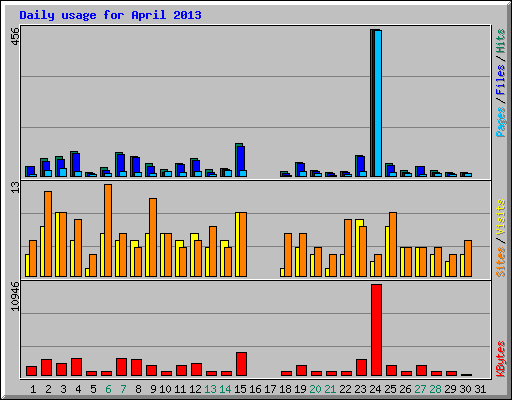 Daily usage for April 2013
456
Pages / Files / Hits
13
Sites / Visits
10946
KBytes
1 2 3 4 5 6 7 8 9 10 11 12 13 14 15 16 17 18 19 20 21 22 23 24 25 26 27 28 29 30 31